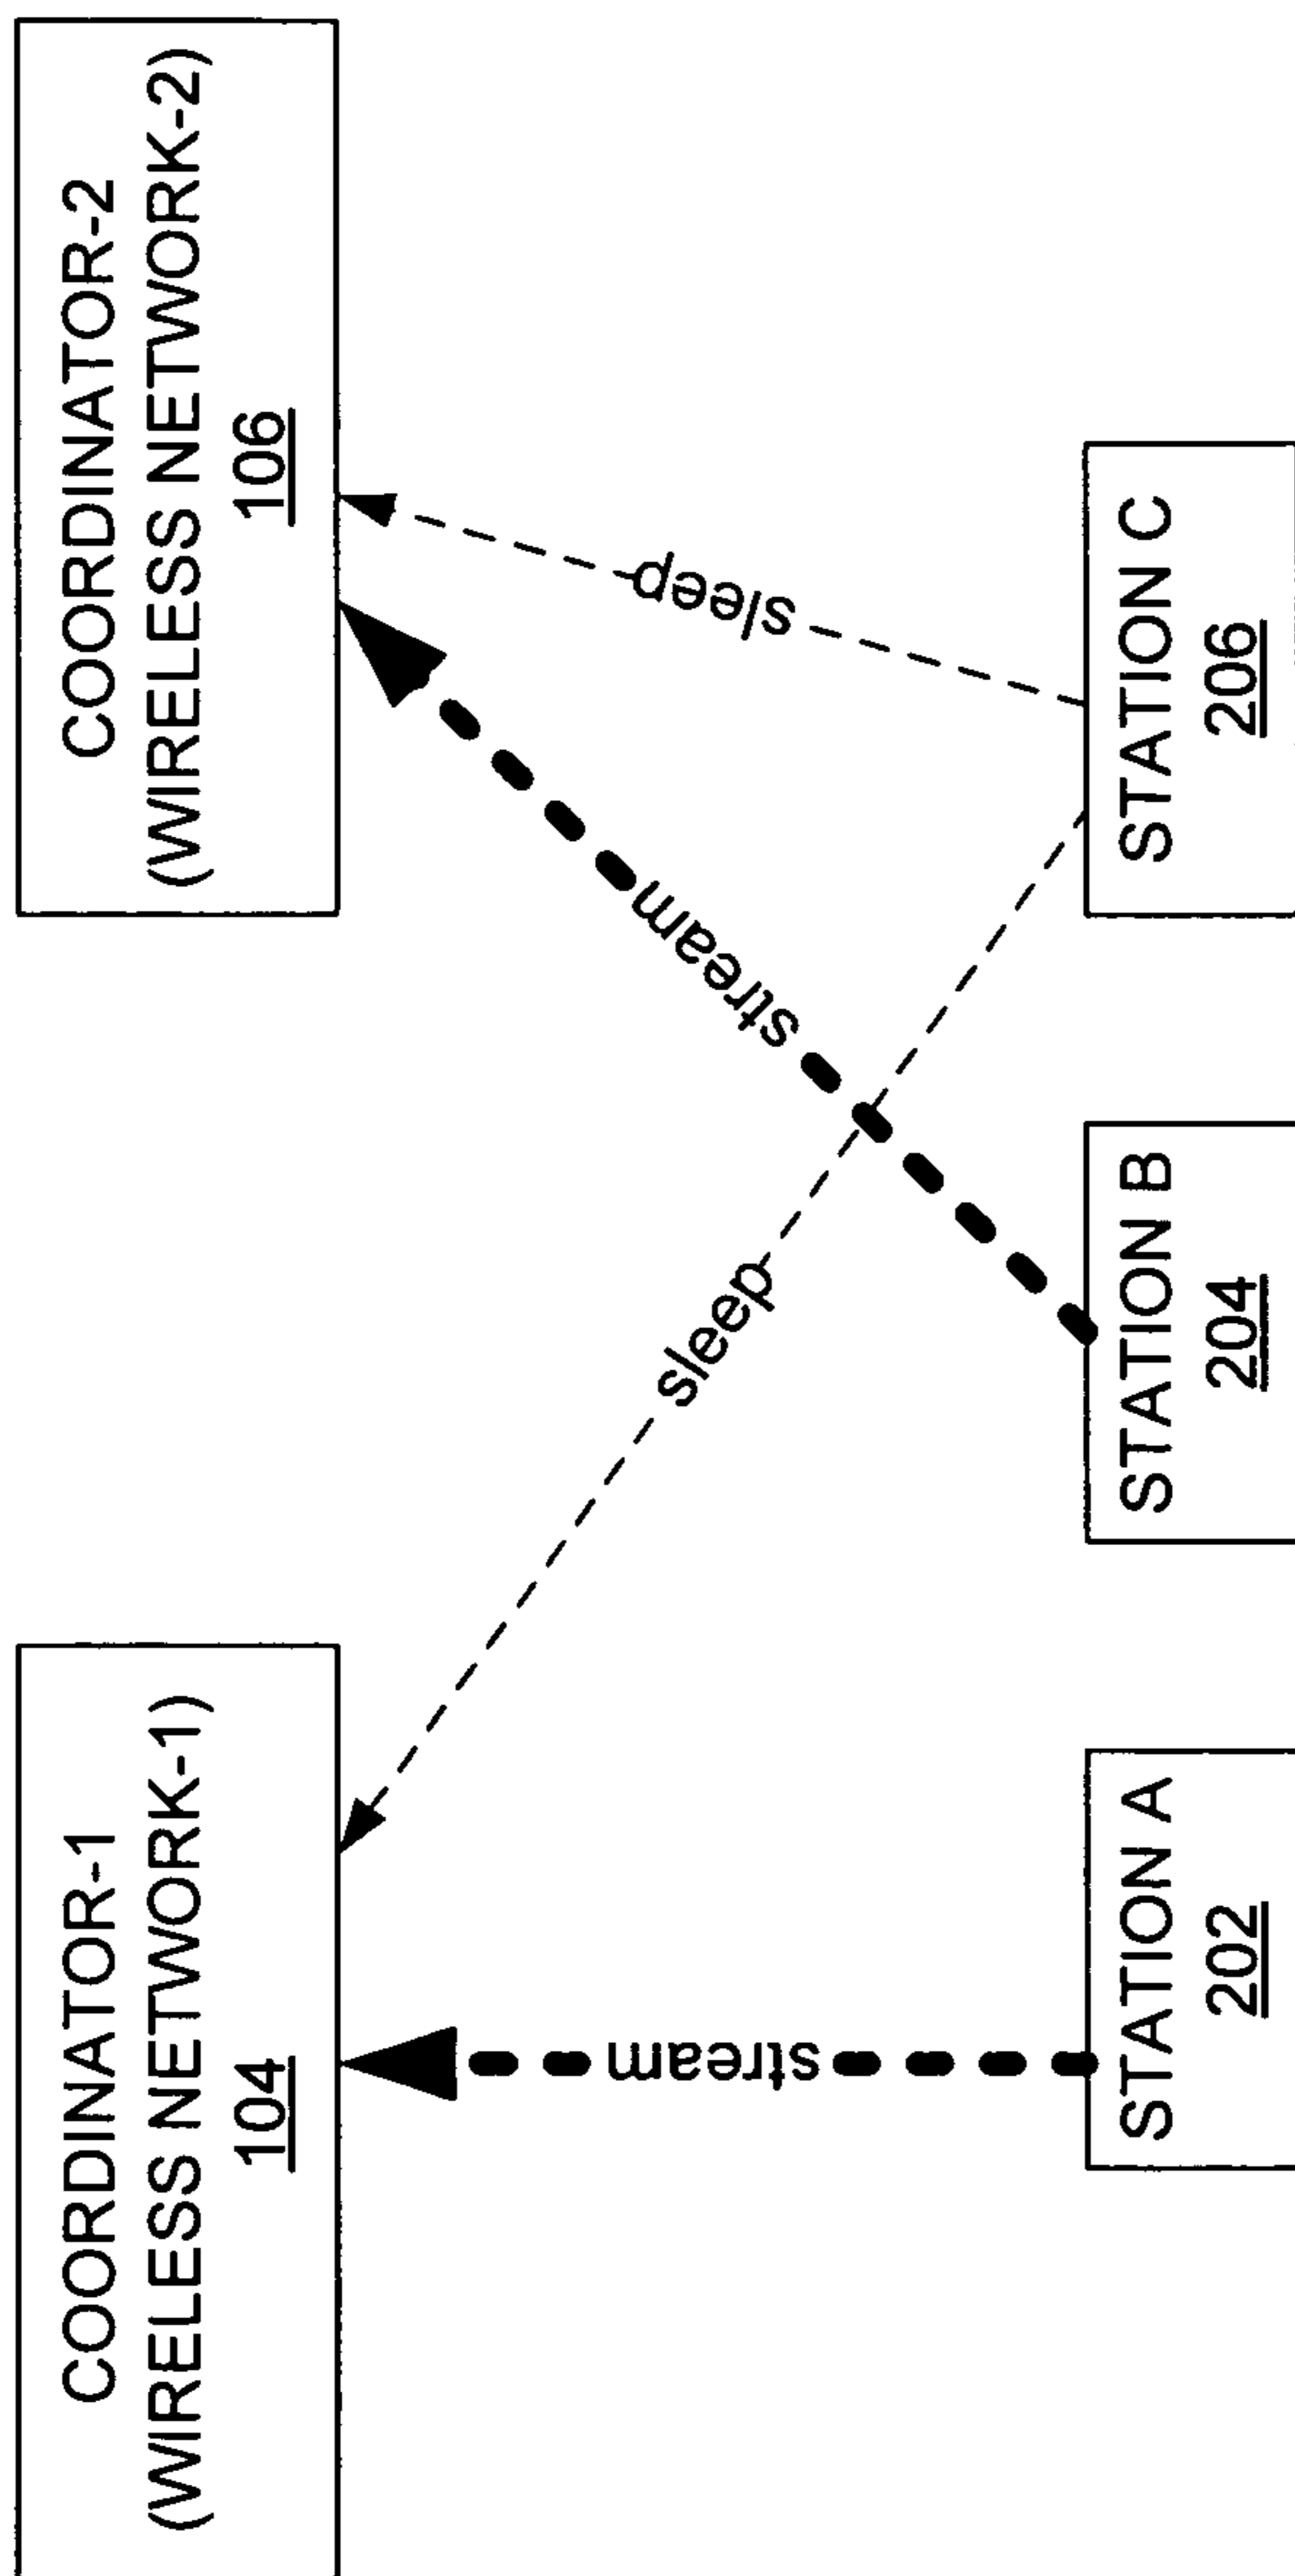 COORDINATOR-1
(WIRELESS NETWORK-1)
104
COORDINATOR-2
(WIRELESS NETWORK-2)
106
stream
sleep
stream
sleep
STATION A
202
STATION B
204
STATION C
206